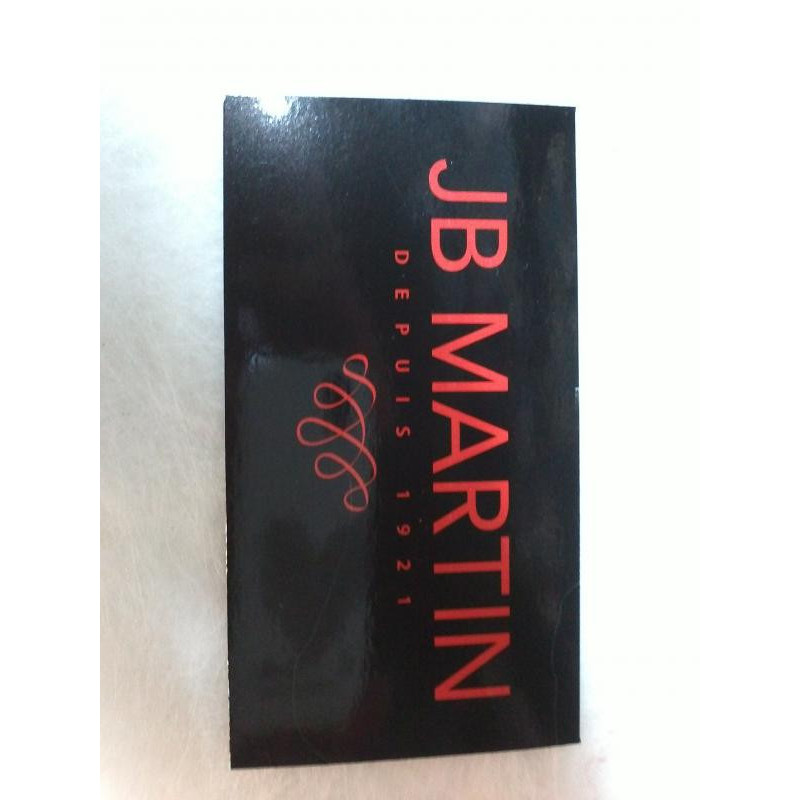 JB MARTIN
DEPUIS 1921